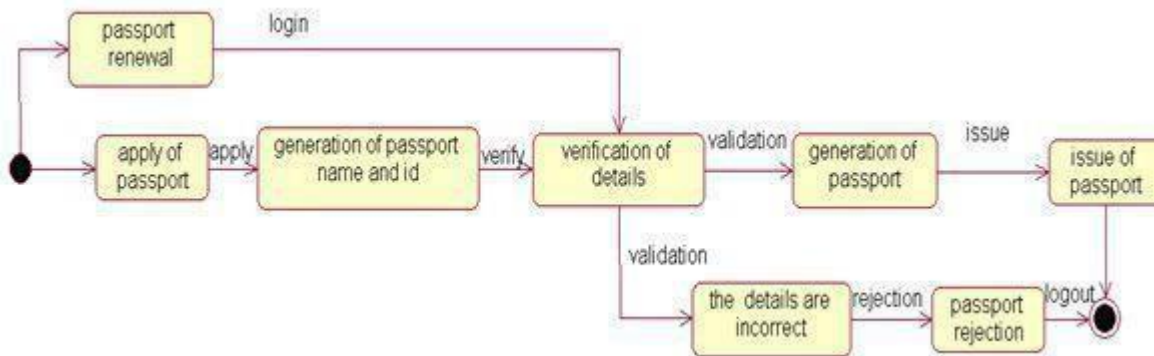 login
passport
renewal
apply of
passport
apply
generation of passport
name and id
verify
verification of
details
validation
generation of
passport
issue
issue of
passport
validation
the details are
incorrect
rejection
passport
rejection
logout